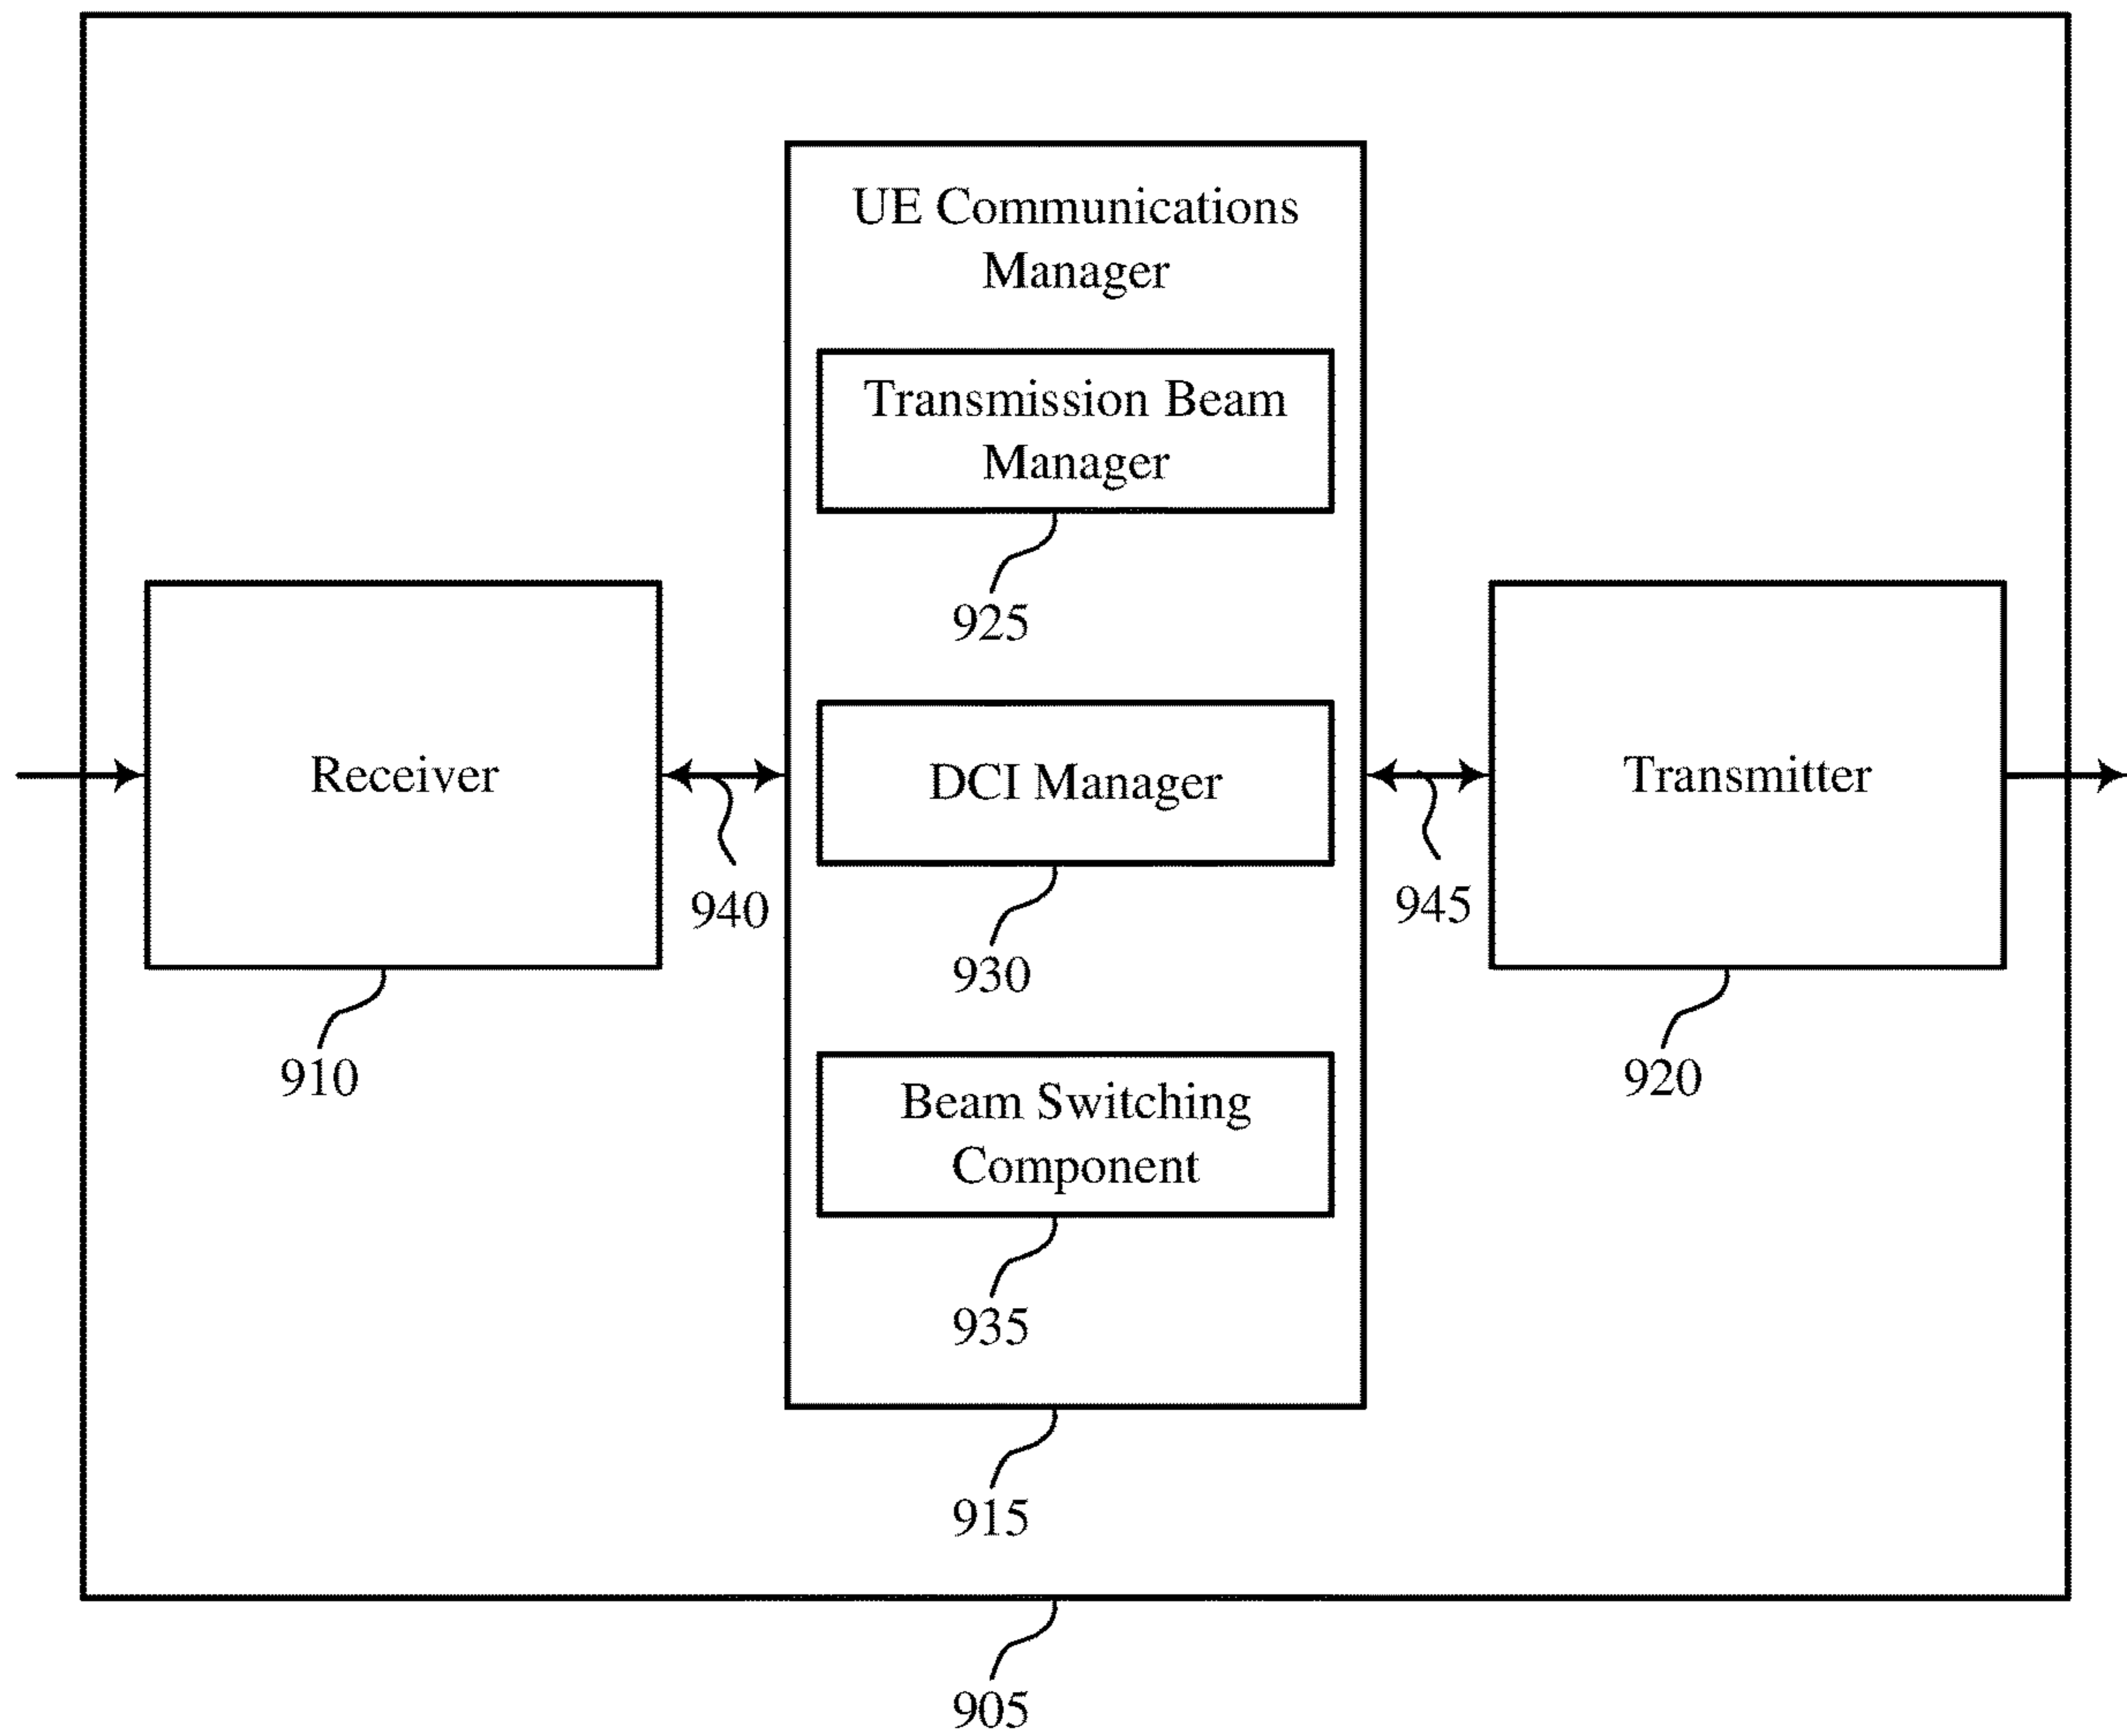 UE Communications
Manager
Transmission Beam
Manager
925
Receiver
DCI Manager
Transmitter
940
945
930
910
920
Beam Switching
Component
935
915
905